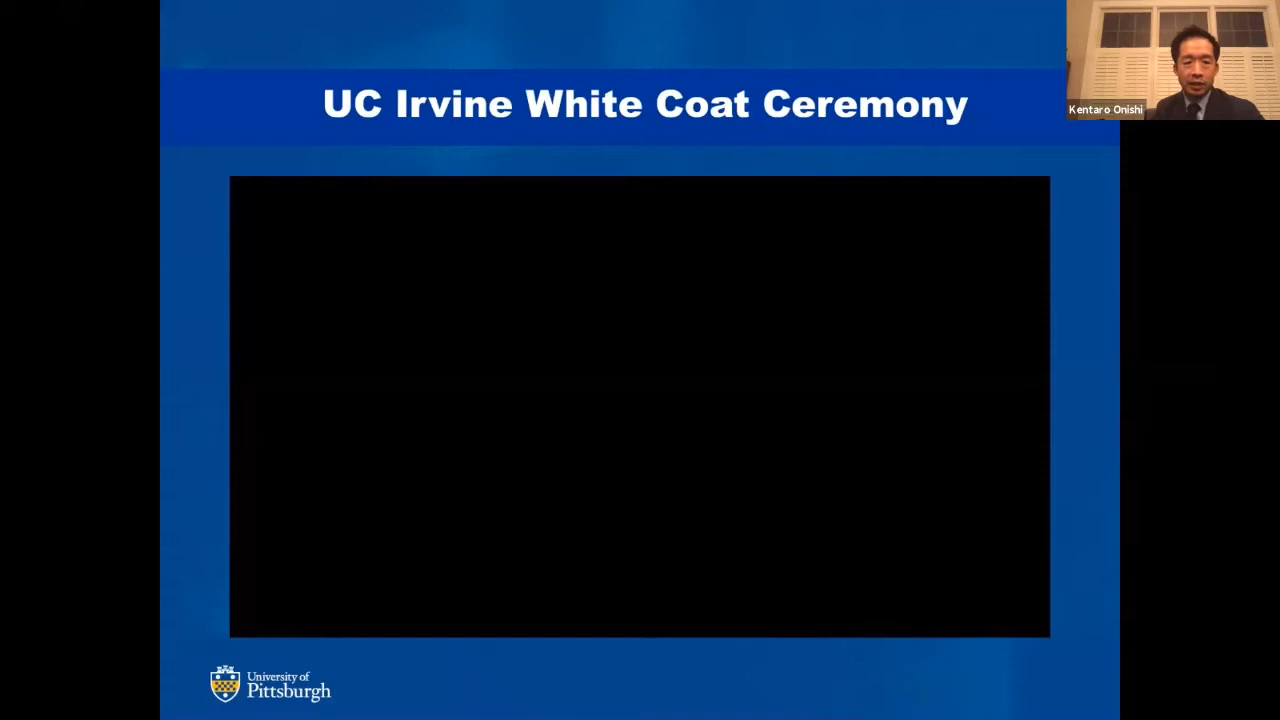 UC Irvine White Coat Ceremony
Kentaro Onishi
University of
Pittsburgh